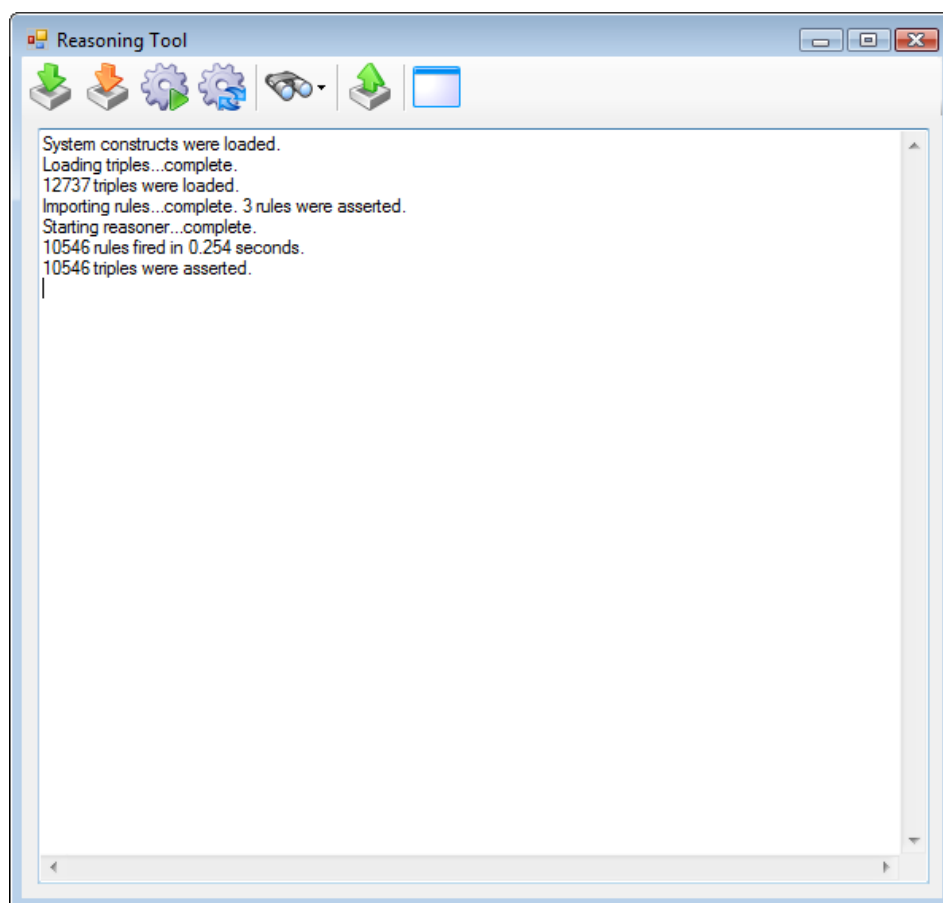 Reasoning Tool
System constructs were loaded.
Loading triples...complete.
12737 triples were loaded.
Importing rules...complete. 3 rules were asserted.
Starting reasoner...complete.
10546 rules fired in 0.254 seconds.
10546 triples were asserted.